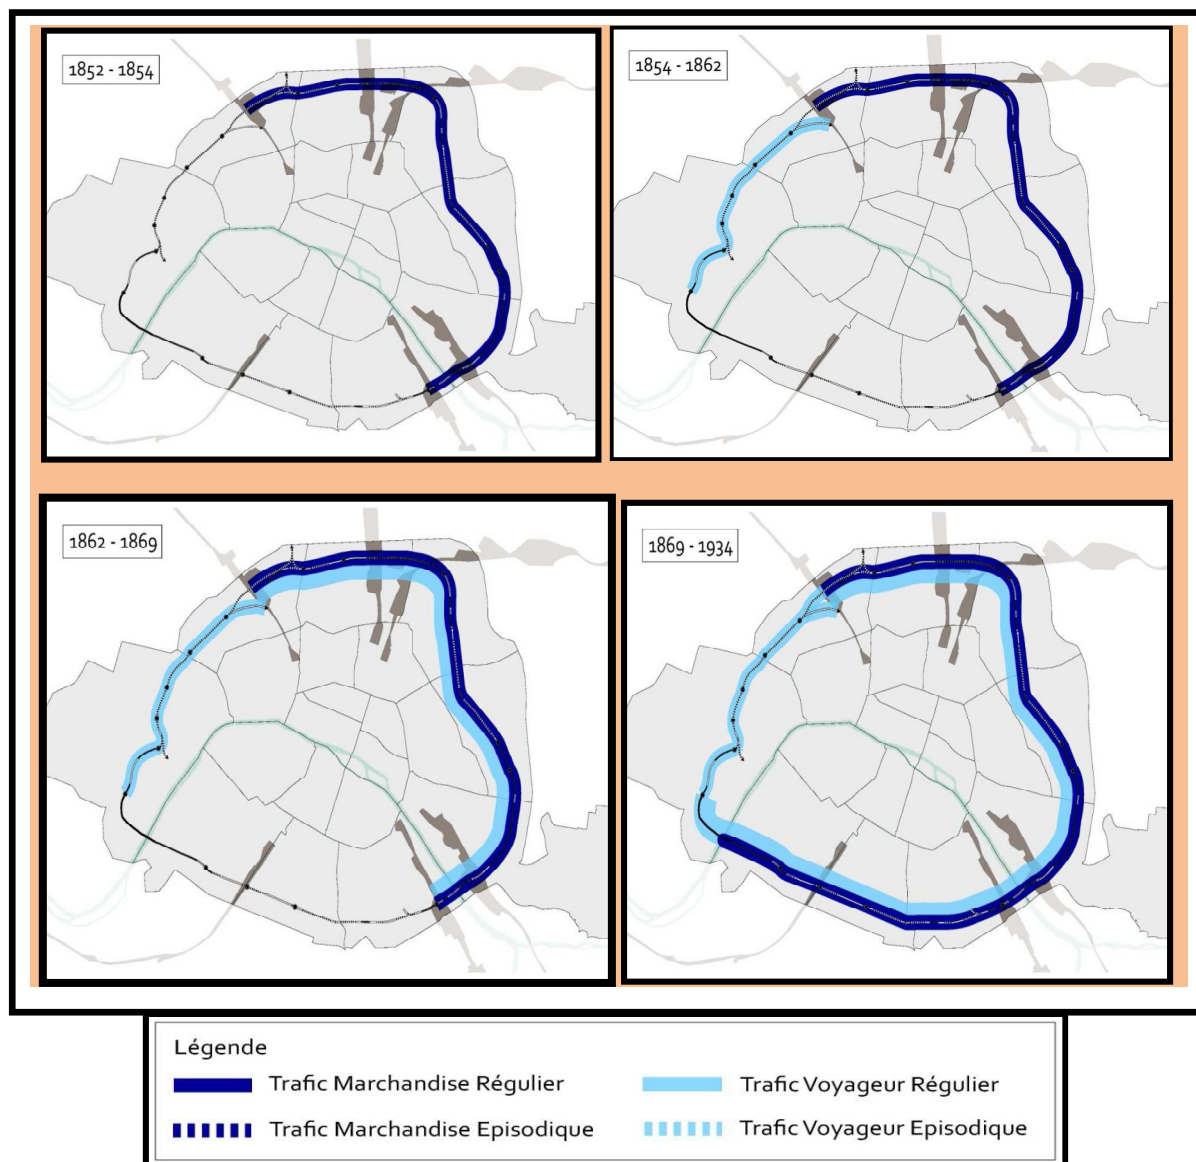 1852 - 1854
1854 - 1862
1862 - 1869
1869 - 1934
Légende
Trafic Marchandise Régulier
Trafic Voyageur Régulier
Trafic Marchandise Episodique
Trafic Voyageur Episodique